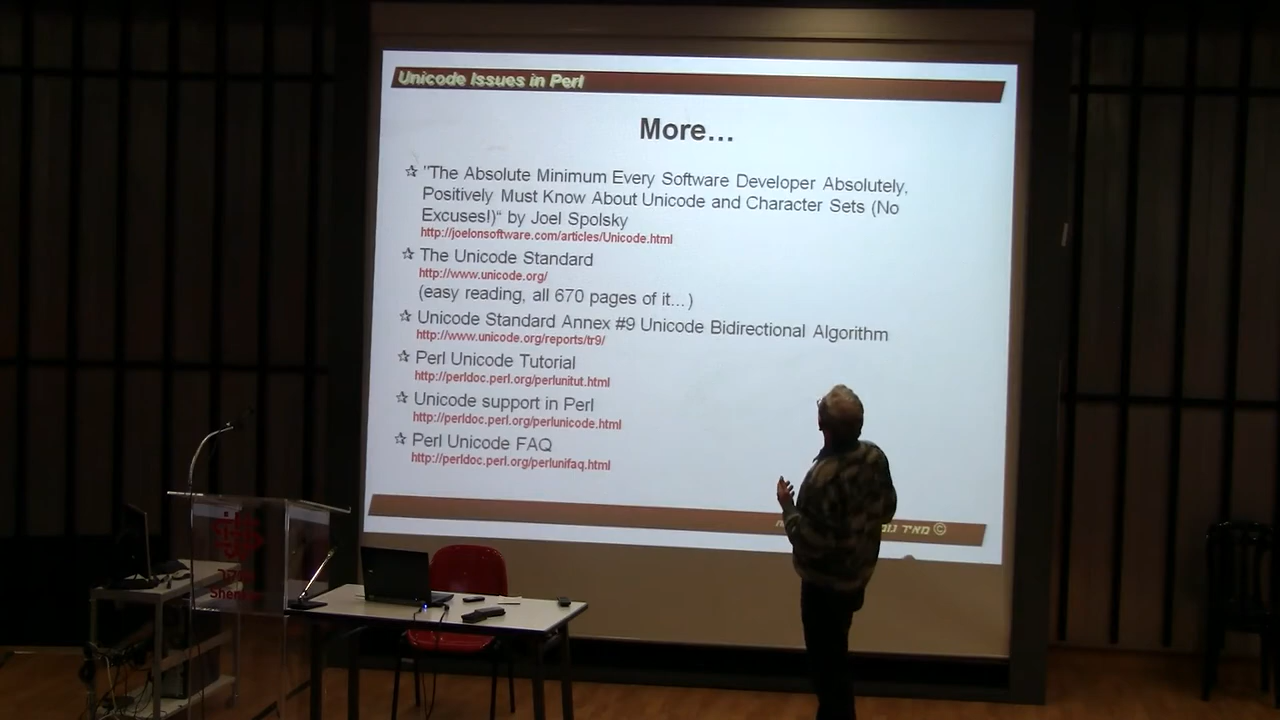 Unicode Issues in Perl
More…
"The Absolute Minimum Every Software Developer Absolutely,
Positively Must Know About Unicode and Character Sets (No
Excuses!)“ by Joel Spolsky
http://joelonsoftware.com/articles/Unicode.html
The Unicode Standard
http://www.unicode.org/
(easy reading, all 670 pages of it…)
Unicode Standard Annex #9 Unicode Bidirectional Algorithm
http://www.unicode.org/reports/tr9/
Perl Unicode Tutorial
http://perldoc.perl.org/perlunitut.html
Unicode support in Perl
http://perldoc.perl.org/perlunicode.html
Perl Unicode FAQ
http://perldoc.perl.org/perlunifaq.html
© מאיר